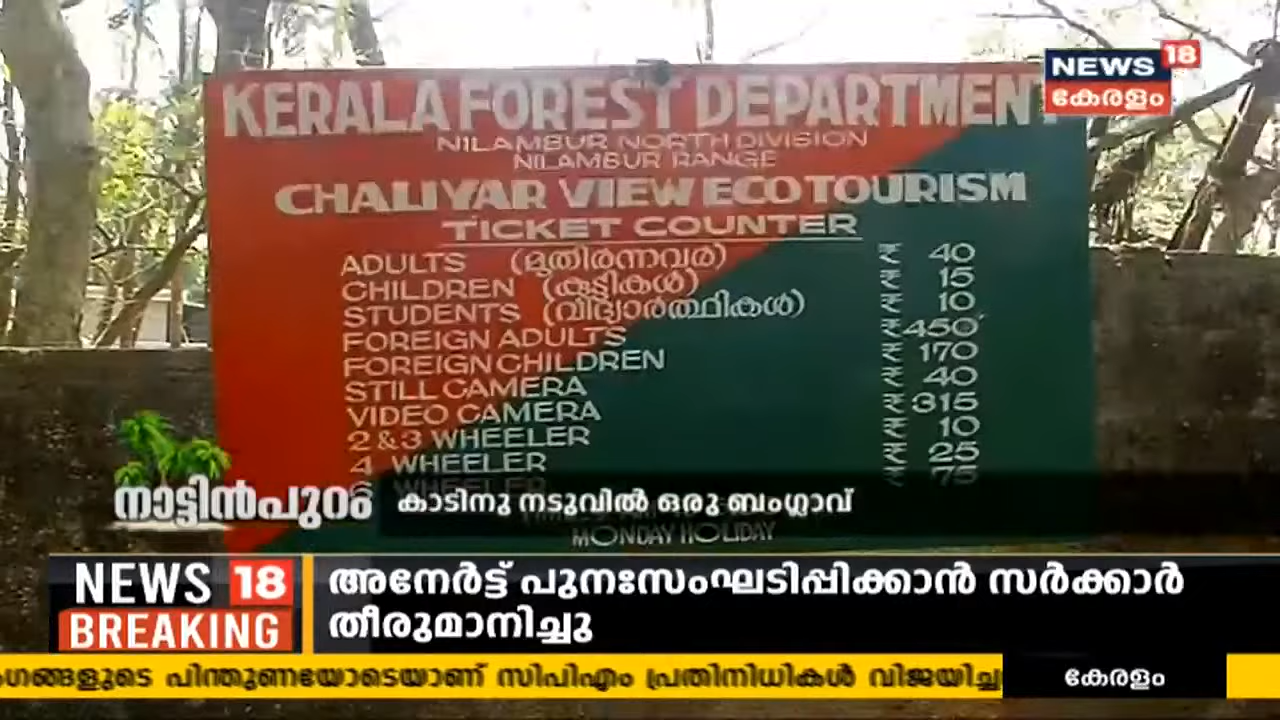 NEWS 18
കേരളം
KERALA FOREST DEPARTMENT
NILAMBUR NORTH DIVISION
NILAMBUR RANGE
CHALIYAR VIEW ECOTOURISM
TICKET COUNTER
ADULTS (മുതിർന്നവർ) ₹ 40
CHILDREN (കുട്ടികൾ) ₹ 15
STUDENTS (വിദ്യാർത്ഥികൾ) ₹ 10
FOREIGN ADULTS ₹ 450
FOREIGN CHILDREN ₹ 170
STILL CAMERA ₹ 40
VIDEO CAMERA ₹ 315
2 & 3 WHEELER ₹ 10
4 WHEELER ₹ 25
6 WHEELER ₹ 75
MONDAY HOLIDAY
നാട്ടിൻപുറം കാടിനു നടുവിൽ ഒരു ബംഗ്ലാവ്
NEWS 18
BREAKING
അനേർട്ട് പുനഃസംഘടിപ്പിക്കാൻ സർക്കാർ
തീരുമാനിച്ചു
പിന്തുണയോടെയാണ് സിപിഎം പ്രതിനിധികൾ
കേരളം